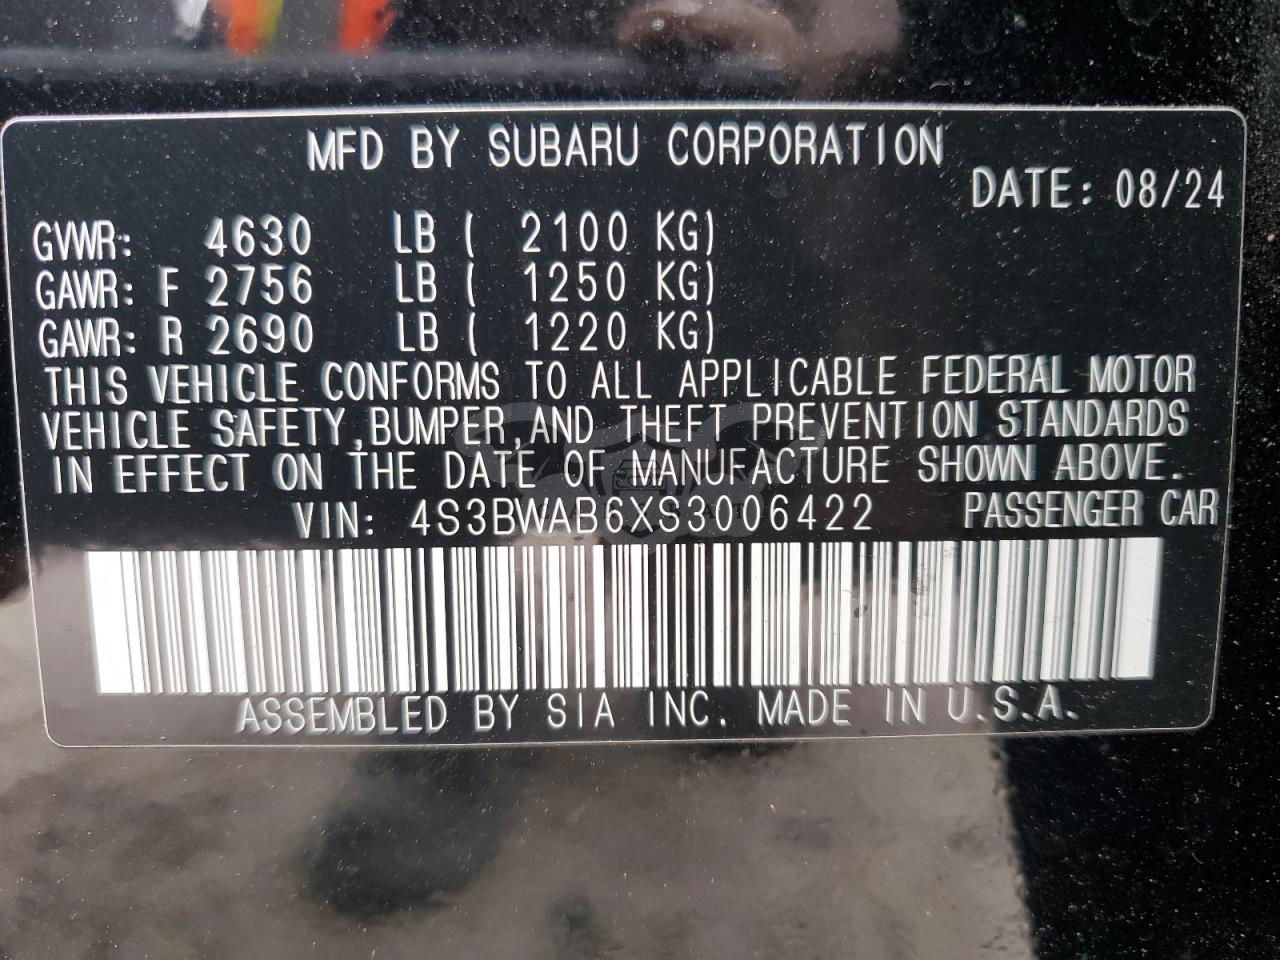 MFD BY SUBARU CORPORATION
DATE: 08/24
GVWR: 4630 LB ( 2100 KG)
GAWR: F 2756 LB ( 1250 KG)
GAWR: R 2690 LB ( 1220 KG)
THIS VEHICLE CONFORMS TO ALL APPLICABLE FEDERAL MOTOR
VEHICLE SAFETY,BUMPER,AND THEFT PREVENTION STANDARDS
IN EFFECT ON THE DATE OF MANUFACTURE SHOWN ABOVE.
VIN: 4S3BWAB6XS3006422 PASSENGER CAR
ASSEMBLED BY SIA INC. MADE IN U.S.A.